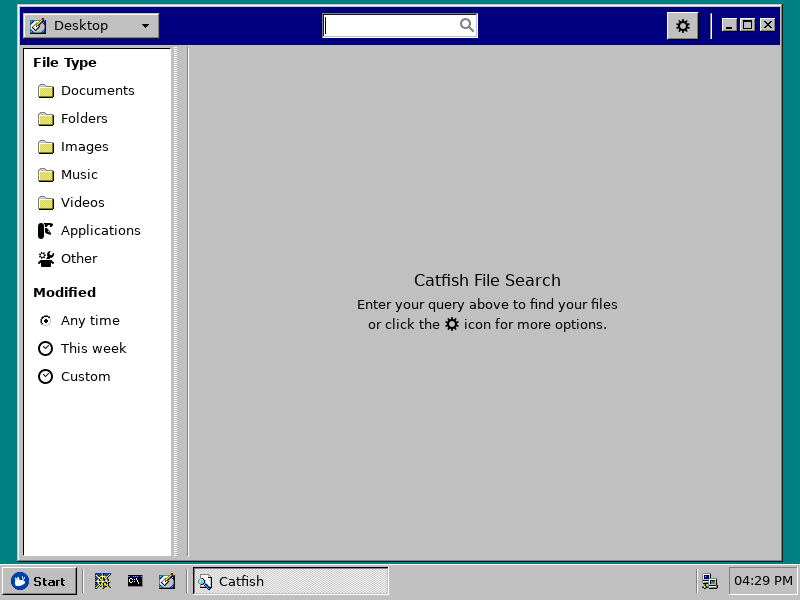 Desktop
File Type
Documents
Folders
Images
Music
Videos
Applications
Other
Modified
Any time
This week
Custom
Catfish File Search
Enter your query above to find your files
or click the icon for more options.
Start
Catfish
04:29 PM